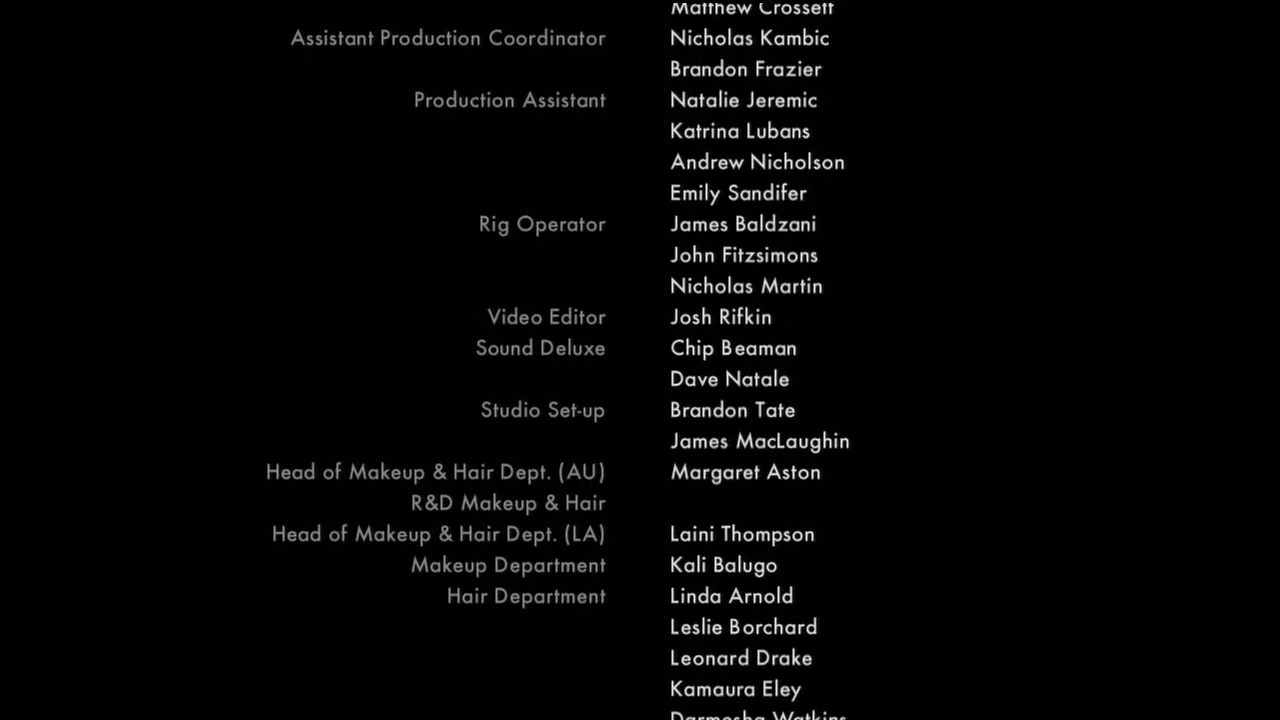 Matthew Crossett
Assistant Production Coordinator Nicholas Kambic
Brandon Frazier
Production Assistant Natalie Jeremic
Katrina Lubans
Andrew Nicholson
Emily Sandifer
Rig Operator James Baldzani
John Fitzsimons
Nicholas Martin
Video Editor Josh Rifkin
Sound Deluxe Chip Beaman
Dave Natale
Studio Set-up Brandon Tate
James MacLaughin
Head of Makeup & Hair Dept. (AU) Margaret Aston
R&D Makeup & Hair
Head of Makeup & Hair Dept. (LA) Laini Thompson
Makeup Department Kali Balugo
Hair Department Linda Arnold
Leslie Borchard
Leonard Drake
Kamaura Eley
Darmesha Watkins